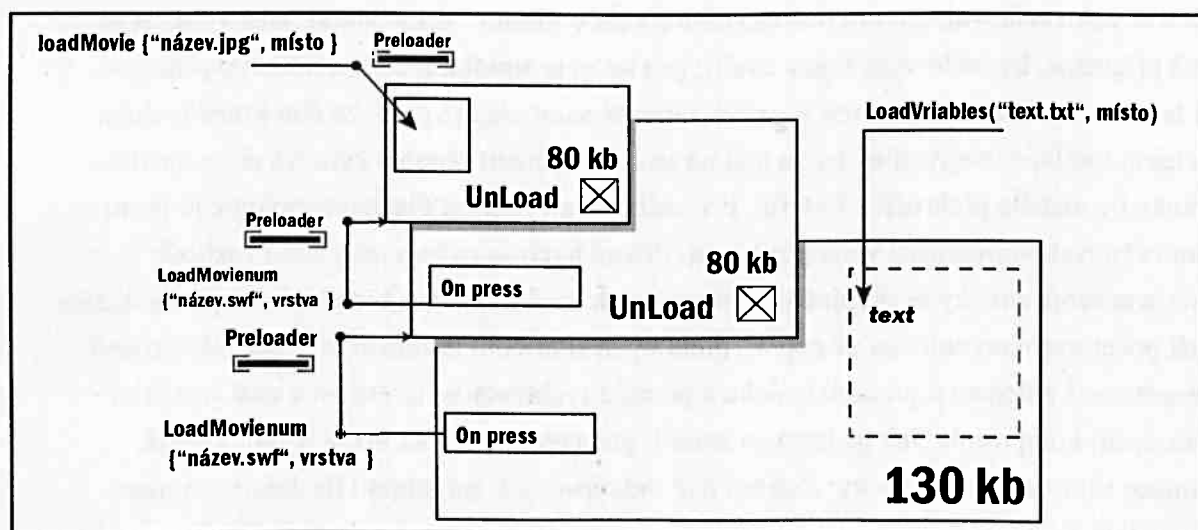 loadMovie {“název.jpg“, místo }
Preloader
LoadVriables(“text.txt“, místo)
80 kb
UnLoad
Preloader
LoadMovienum
{“název.swf“, vrstva }
On press
80 kb
UnLoad
text
Preloader
LoadMovienum
{“název.swf“, vrstva }
On press
130 kb